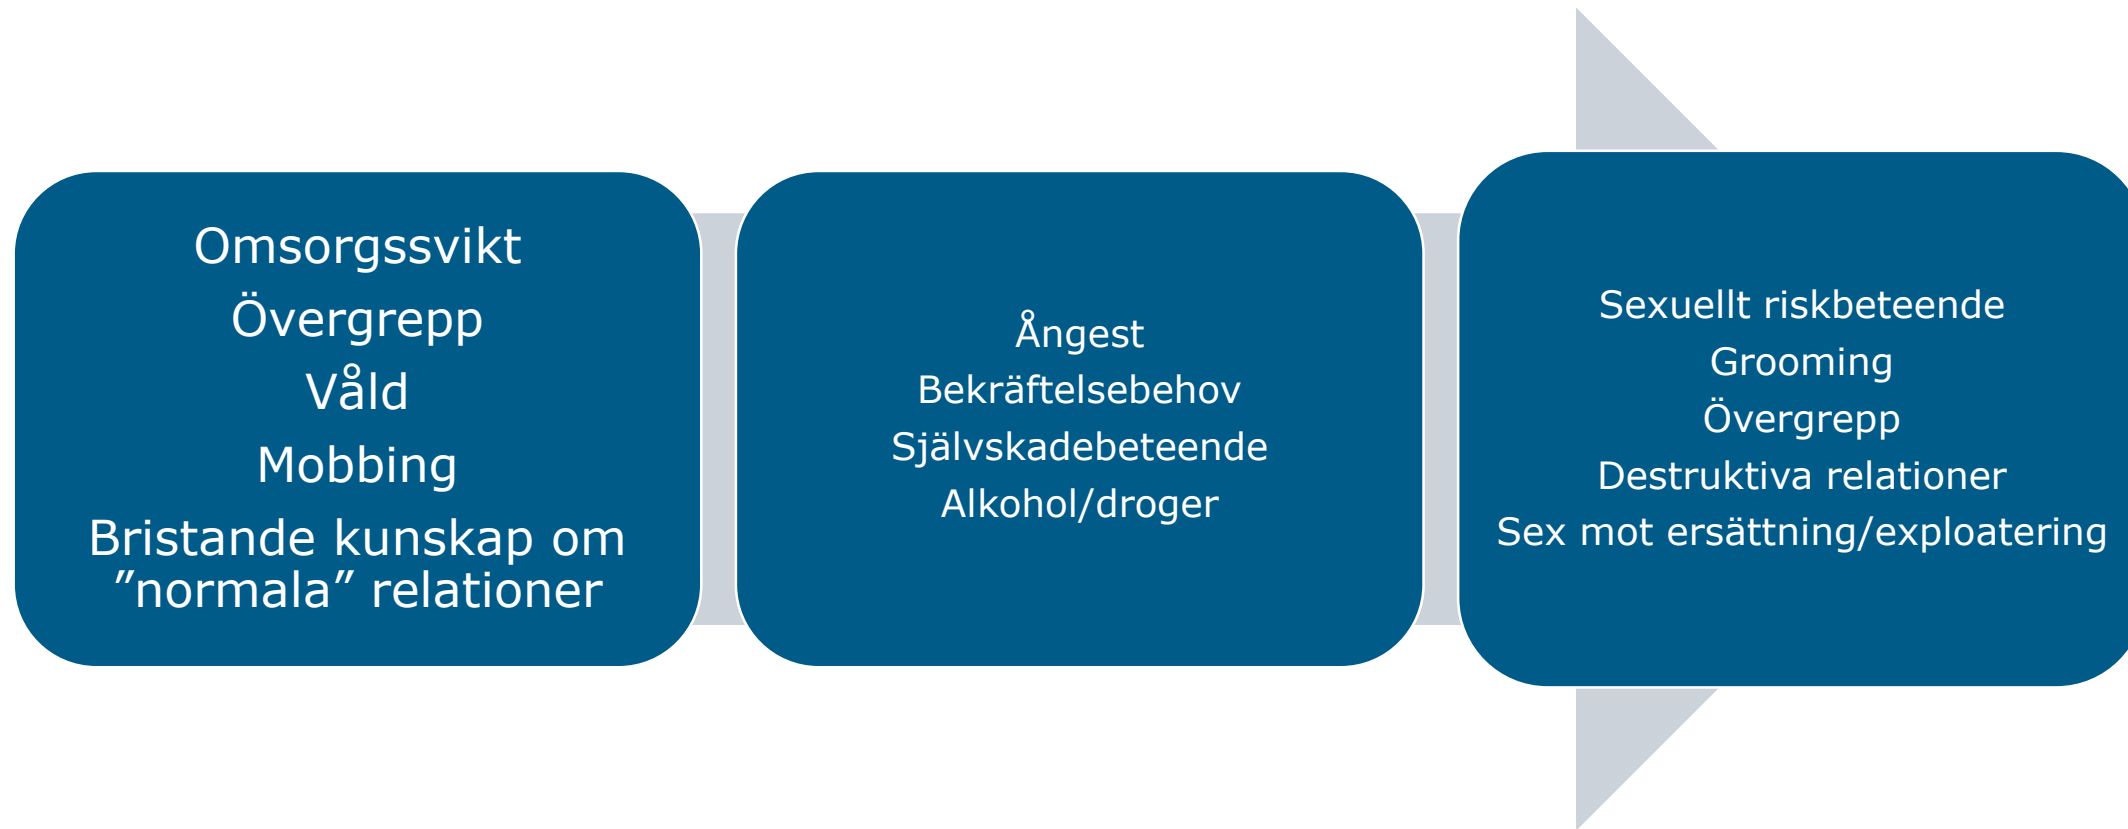 Omsorgssvikt
Övergrepp
Våld
Mobbing
Bristande kunskap om
”normala” relationer
Ångest
Bekräftelsebehov
Självskadebeteende
Alkohol/droger
Sexuellt riskbeteende
Grooming
Övergrepp
Destruktiva relationer
Sex mot ersättning/exploatering